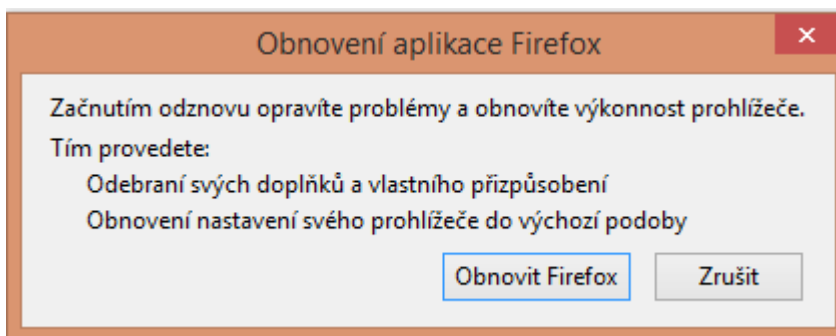 Obnovení aplikace Firefox
Začnutím odznovu opravíte problémy a obnovíte výkonnost prohlížeče.
Tím provedete:
Odebraní svých doplňků a vlastního přizpůsobení
Obnovení nastavení svého prohlížeče do výchozí podoby
Obnovit Firefox
Zrušit